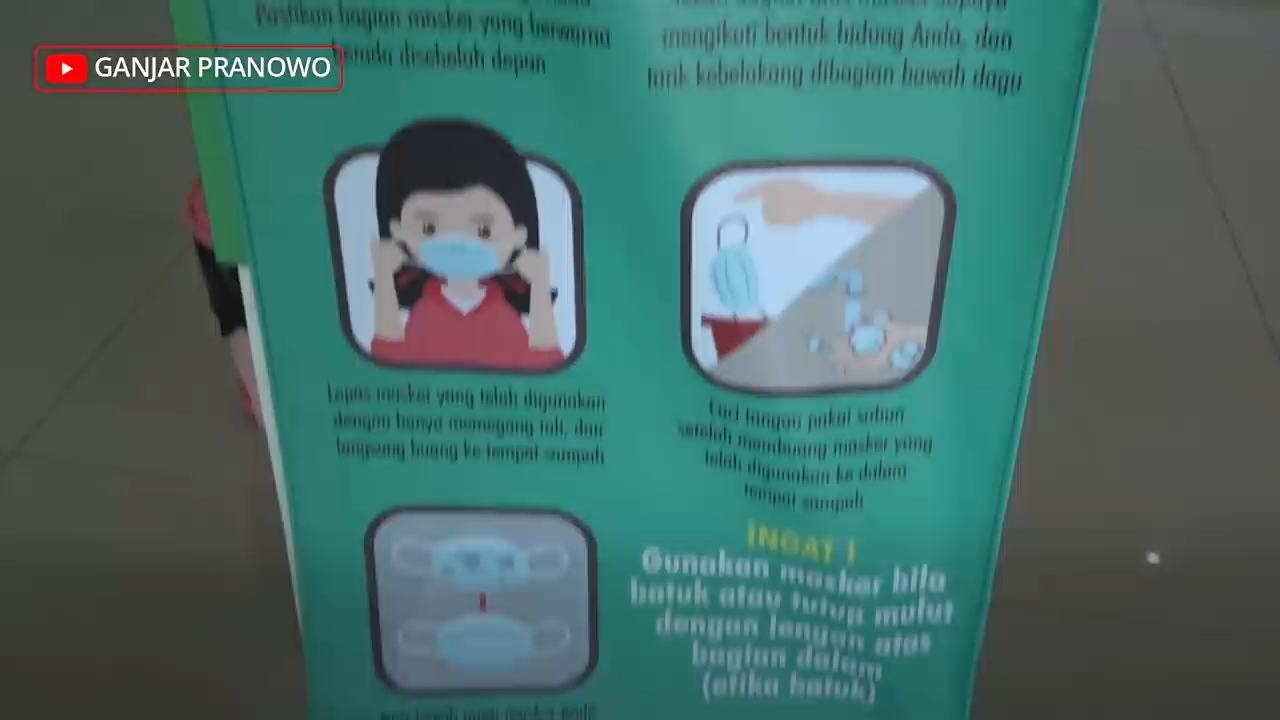 GANJAR PRANOWO
Pastikan bagian masker yang berwarna
disebelah depan
mengikuti bentuk hidung Anda, dan
tarik kebelakang dibagian bawah dagu
Lepas masker yang telah digunakan
dengan hanya memegang tali, dan
langsung buang ke tempat sampah
Cuci tangan pakai sabun
setelah membuang masker yang
telah digunakan ke dalam
tempat sampah
INGAT !
Gunakan masker bila
batuk atau tutup mulut
dengan lengan atas
bagian dalam
(etika batuk)